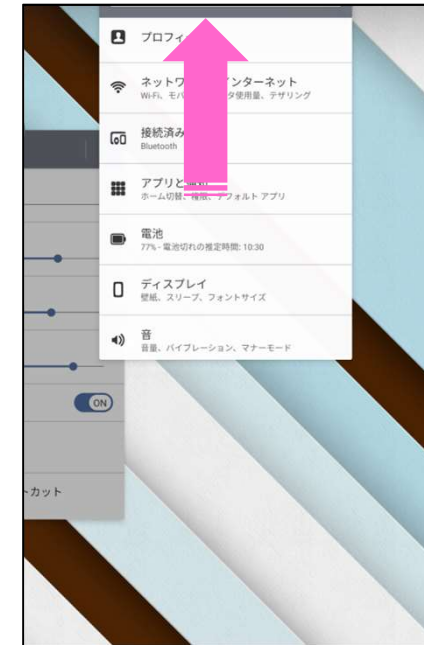 プロフィ
ネットワ ンターネット
Wi-Fi、モバ タ使用量、テザリング
接続済み
Bluetooth
アプリと通知
ホーム切替、権限、デフォルト アプリ
電池
77% - 電池切れの推定時間: 10:30
ディスプレイ
壁紙、スリープ、フォントサイズ
音
音量、バイブレーション、マナーモード
ON
トカット